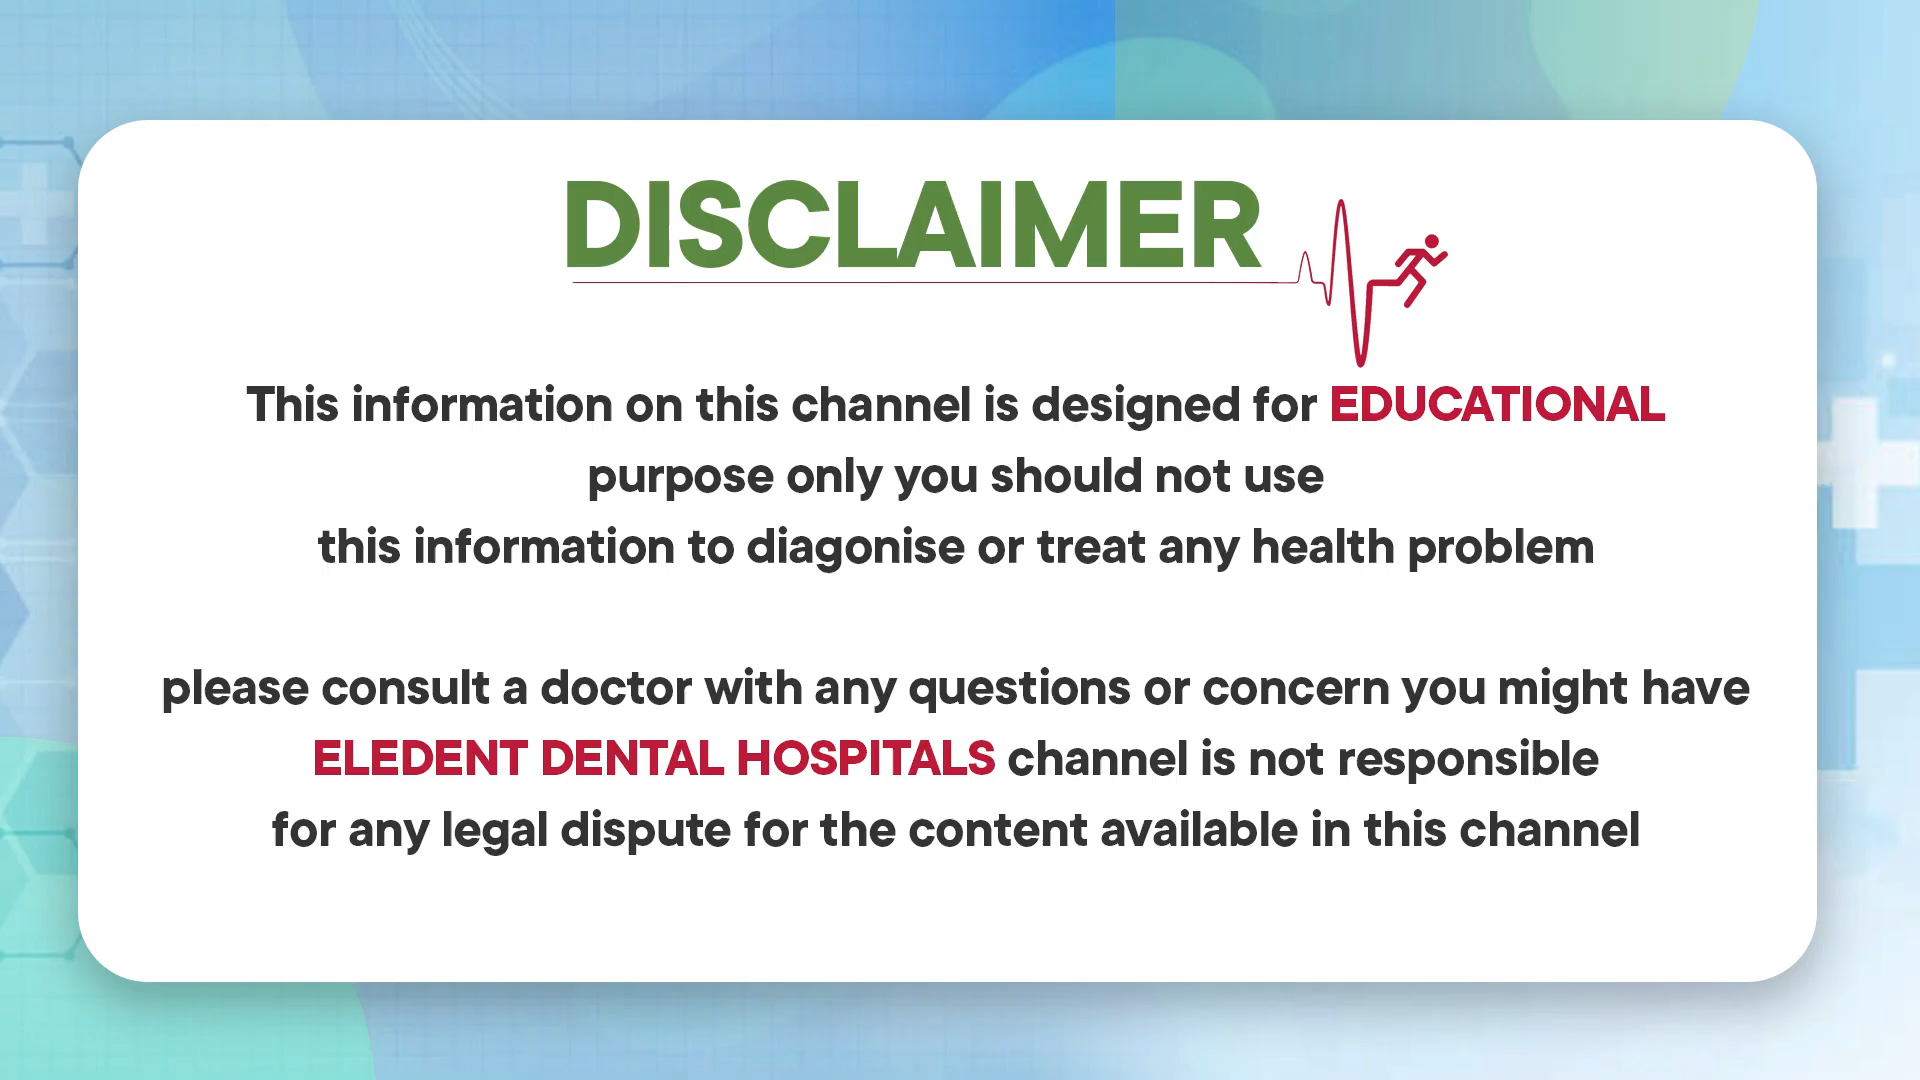 DISCLAIMER
This information on this channel is designed for EDUCATIONAL
purpose only you should not use
this information to diagonise or treat any health problem
please consult a doctor with any questions or concern you might have
ELEDENT DENTAL HOSPITALS channel is not responsible
for any legal dispute for the content available in this channel